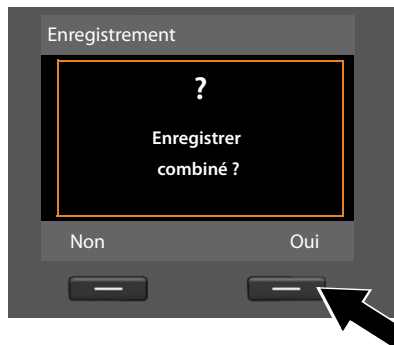 Enregistrement
?
Enregistrer
combiné ?
Non Oui